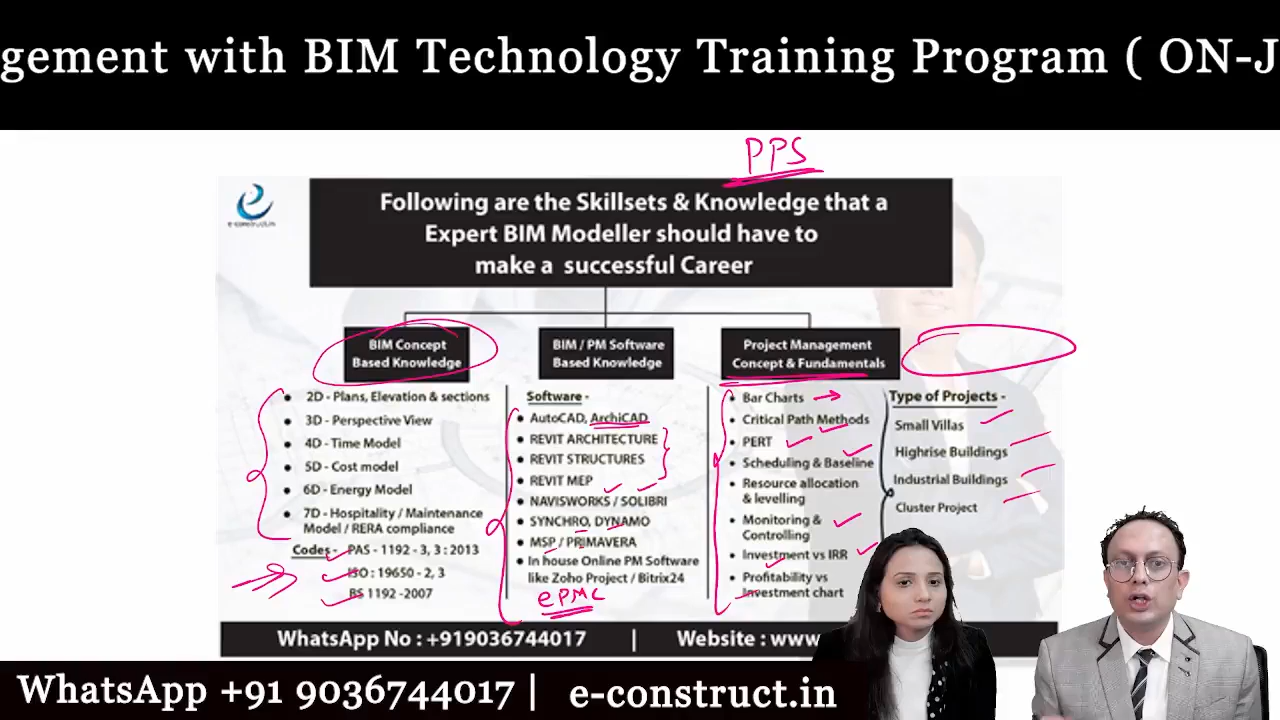 gement with BIM Technology Training Program ( ON-J
PPS
e-construct.in
Following are the Skillsets & Knowledge that a
Expert BIM Modeller should have to
make a successful Career
BIM Concept
Based Knowledge
2D - Plans, Elevation & sections
3D - Perspective View
4D - Time Model
5D - Cost model
6D - Energy Model
7D - Hospitality / Maintenance
Model / RERA compliance
Codes - PAS - 1192 - 3, 3 : 2013
ISO : 19650 - 2, 3
BS 1192 -2007
BIM / PM Software
Based Knowledge
Software -
AutoCAD, ArchiCAD
REVIT ARCHITECTURE
REVIT STRUCTURES
REVIT MEP
NAVISWORKS / SOLIBRI
SYNCHRO, DYNAMO
MSP / PRIMAVERA
In house Online PM Software
like Zoho Project / Bitrix24
ePMC
Project Management
Concept & Fundamentals
Bar Charts
Critical Path Methods
PERT
Scheduling & Baseline
Resource allocation
& levelling
Monitoring &
Controlling
Investment vs IRR
Profitability vs
Investment chart
Type of Projects -
Small Villas
Highrise Buildings
Industrial Buildings
Cluster Project
WhatsApp No : +919036744017 | Website : www
WhatsApp +91 9036744017 | e-construct.in